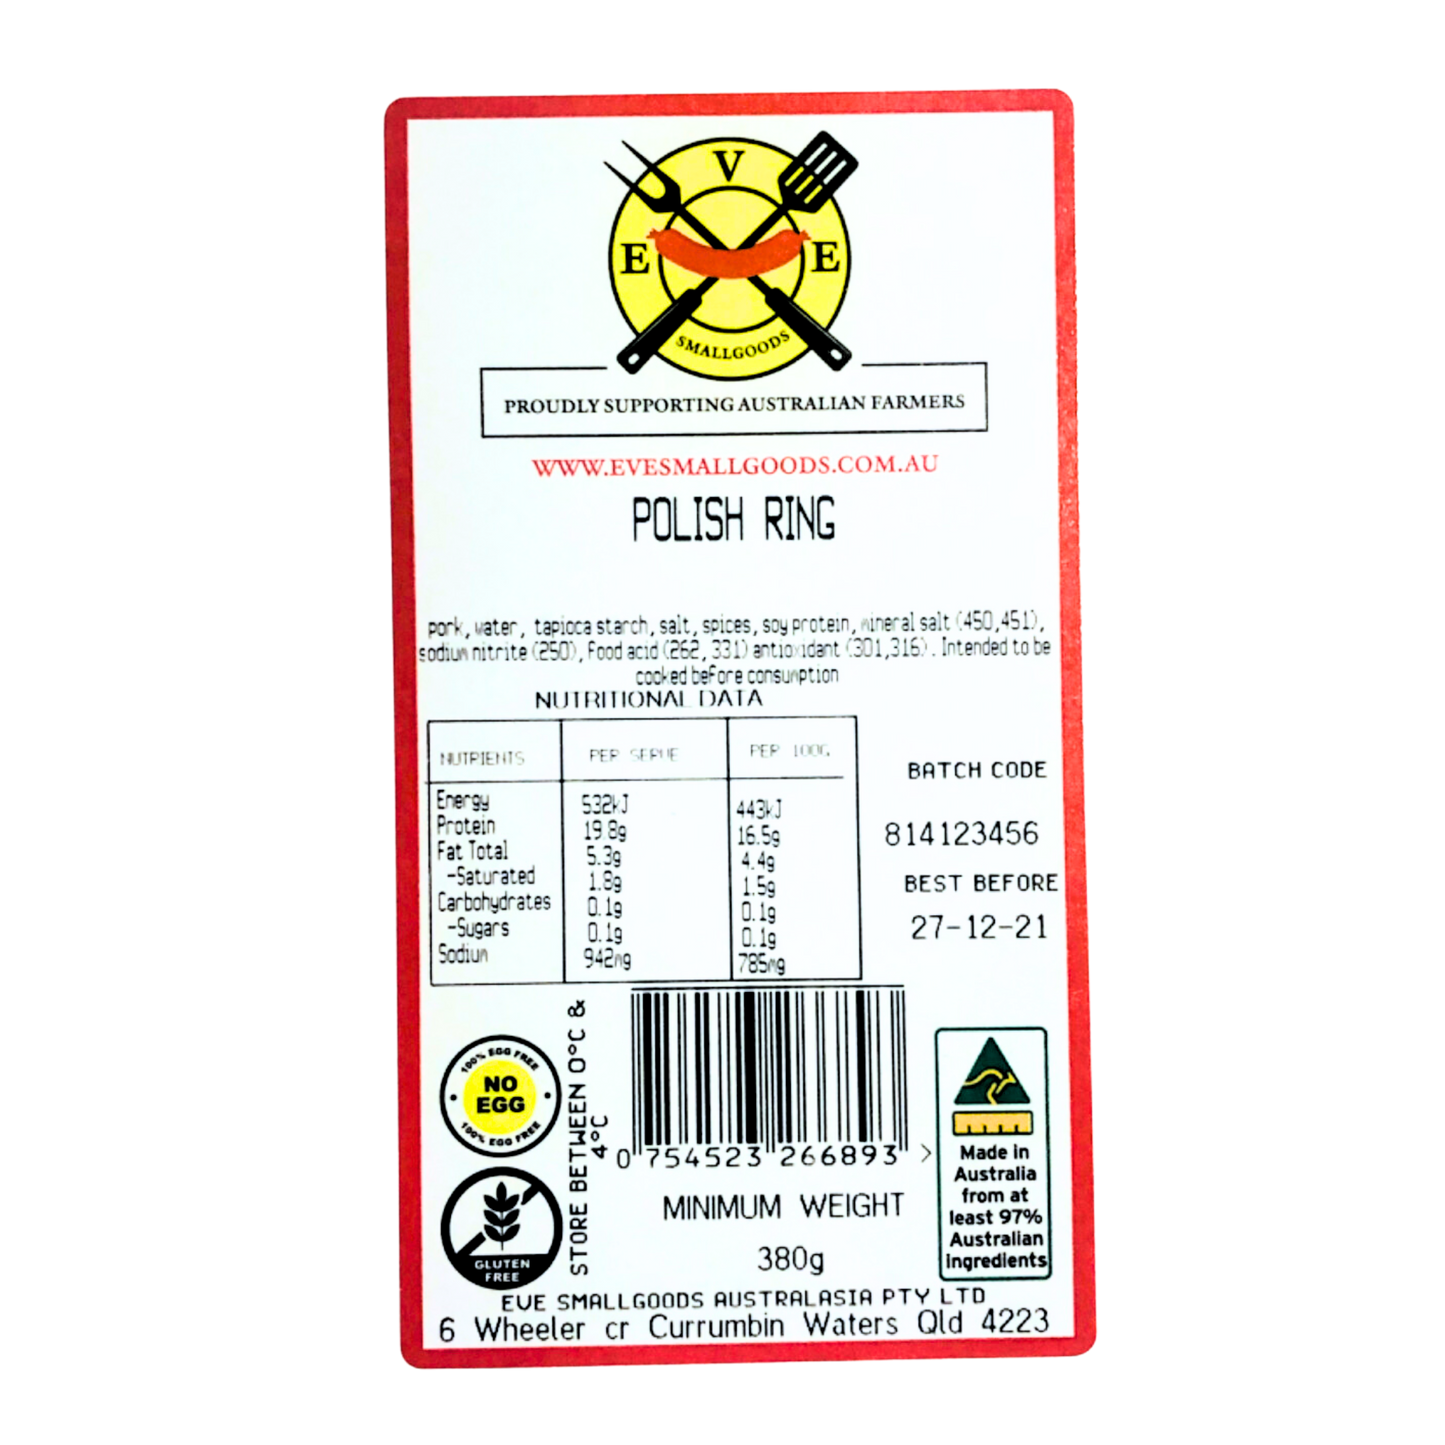 V
E E
SMALLGOODS
PROUDLY SUPPORTING AUSTRALIAN FARMERS
WWW.EVESMALLGOODS.COM.AU
POLISH RING
pork, water, tapioca starch, salt, spices, soy protein, mineral salt (450,451),
sodium nitrite (250), Food acid (262, 331) antioxidant (301,316). Intended to be
cooked before consumption
NUTRITIONAL DATA
NUTRIENTS PER SERVE PER 100G
Energy 532kJ 443kJ
Protein 19.8g 16.5g
Fat Total 5.3g 4.4g
-Saturated 1.8g 1.5g
Carbohydrates 0.1g 0.1g
-Sugars 0.1g 0.1g
Sodium 942mg 785mg
BATCH CODE
814123456
BEST BEFORE
27-12-21
100% EGG FREE
NO
EGG
100% EGG FREE
GLUTEN
FREE
STORE BETWEEN 0°C &
4°C
0 754523 266893 >
MINIMUM WEIGHT
380g
Made in
Australia
from at
least 97%
Australian
ingredients
EVE SMALLGOODS AUSTRALASIA PTY LTD
6 Wheeler cr Currumbin Waters Qld 4223